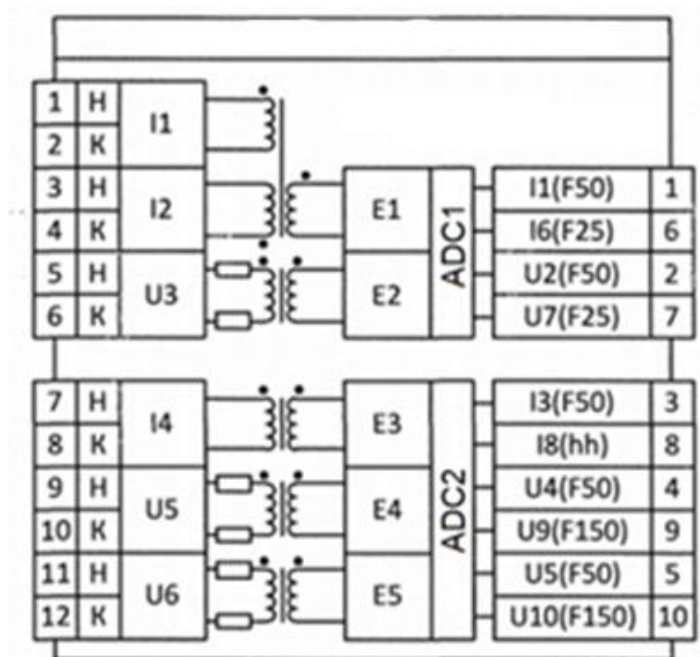 1 Н I1
2 К
3 Н I2 E1 ADC1 I1(F50) 1
4 К I6(F25) 6
5 Н U3 E2 U2(F50) 2
6 К U7(F25) 7
7 Н I4 E3 ADC2 I3(F50) 3
8 К I8(hh) 8
9 Н U5 E4 U4(F50) 4
10 К U9(F150) 9
11 Н U6 E5 U5(F50) 5
12 К U10(F150) 10